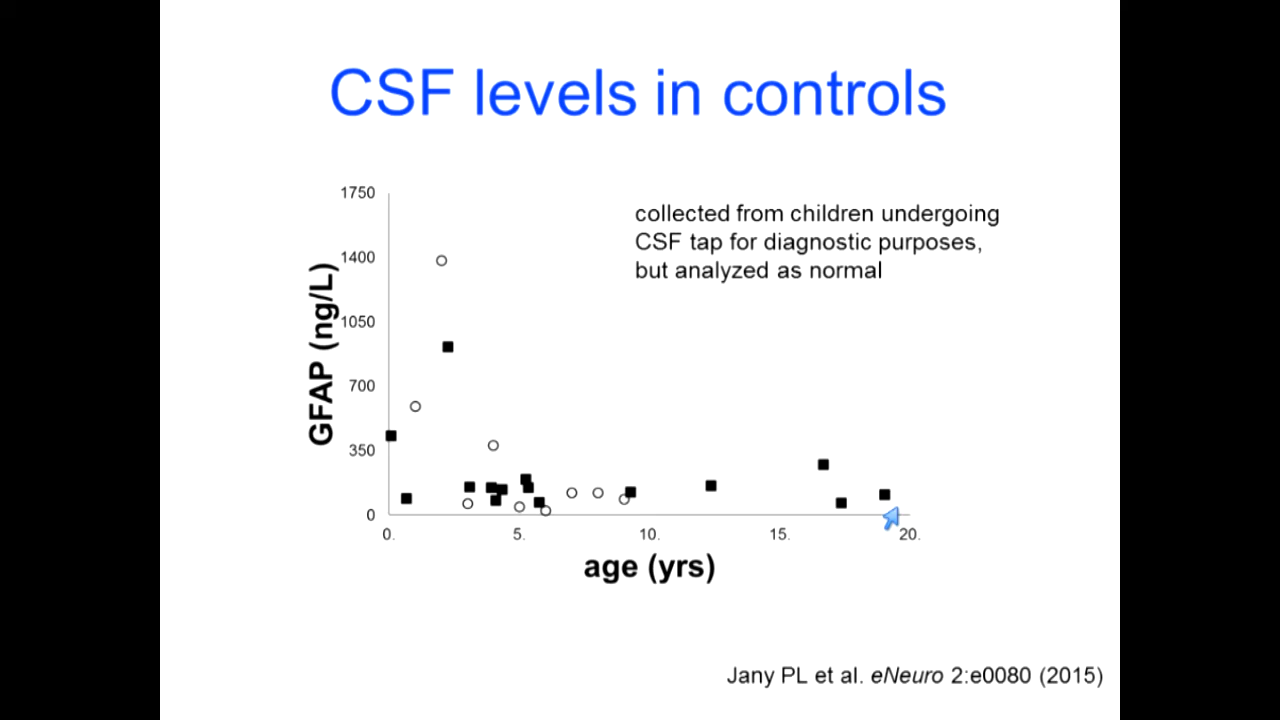 CSF levels in controls
collected from children undergoing
CSF tap for diagnostic purposes,
but analyzed as normal
GFAP (ng/L)
1750
1400
1050
700
350
0
0. 5. 10. 15. 20.
age (yrs)
Jany PL et al. eNeuro 2:e0080 (2015)